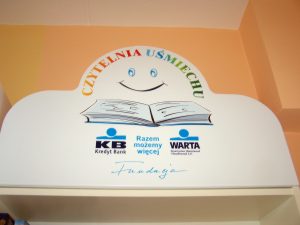 CZYTELNIA UŚMIECHU
KB
Kredyt Bank
Razem
możemy
więcej
WARTA
Fundacja